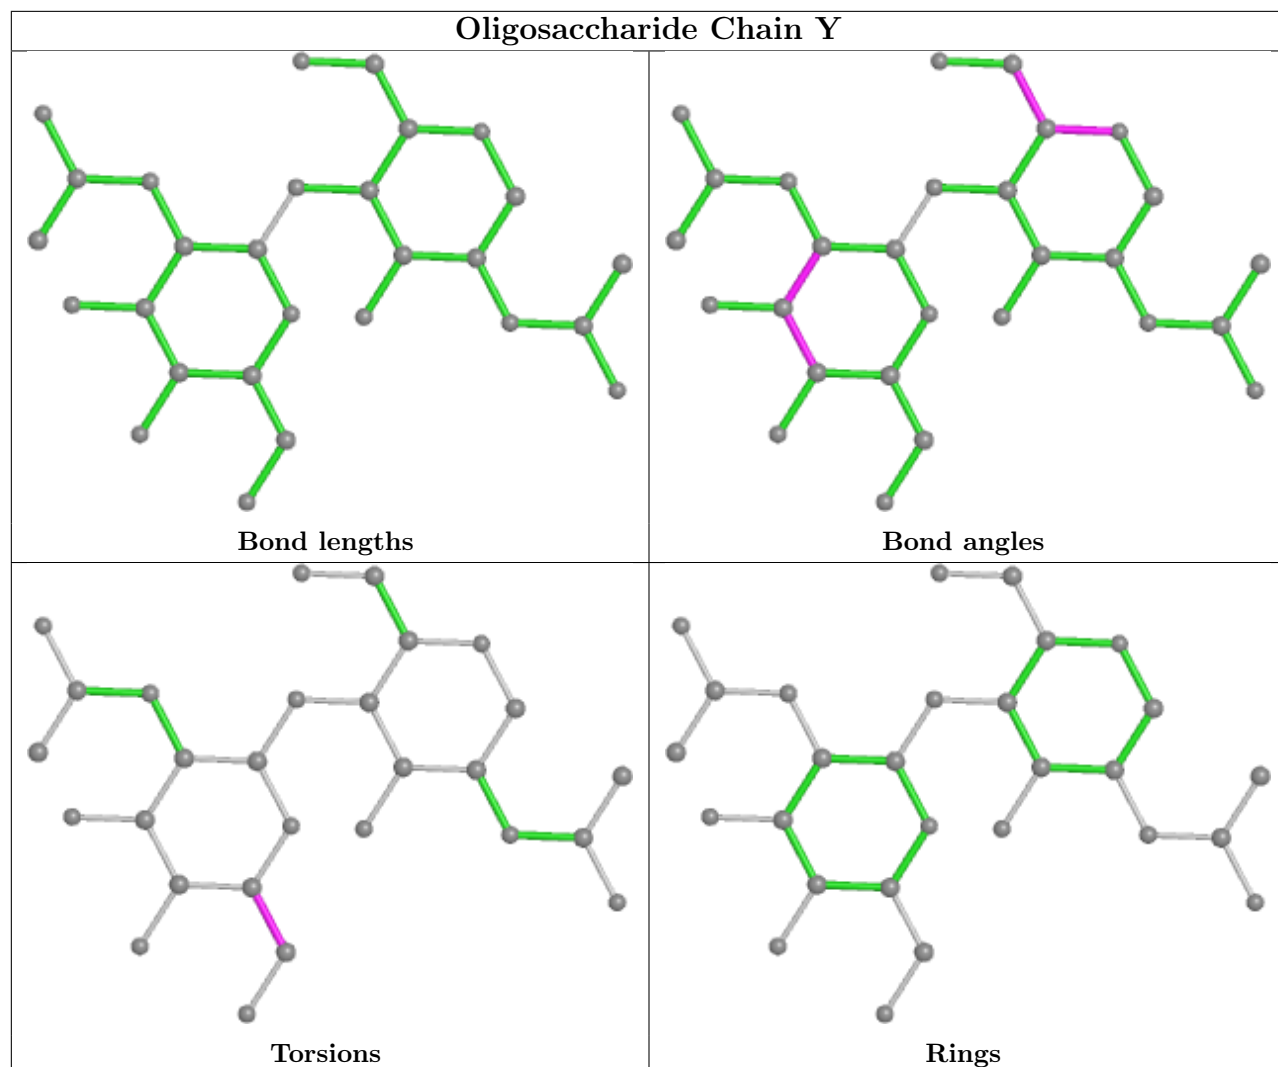 Oligosaccharide Chain Y
Bond lengths
Bond angles
Torsions
Rings